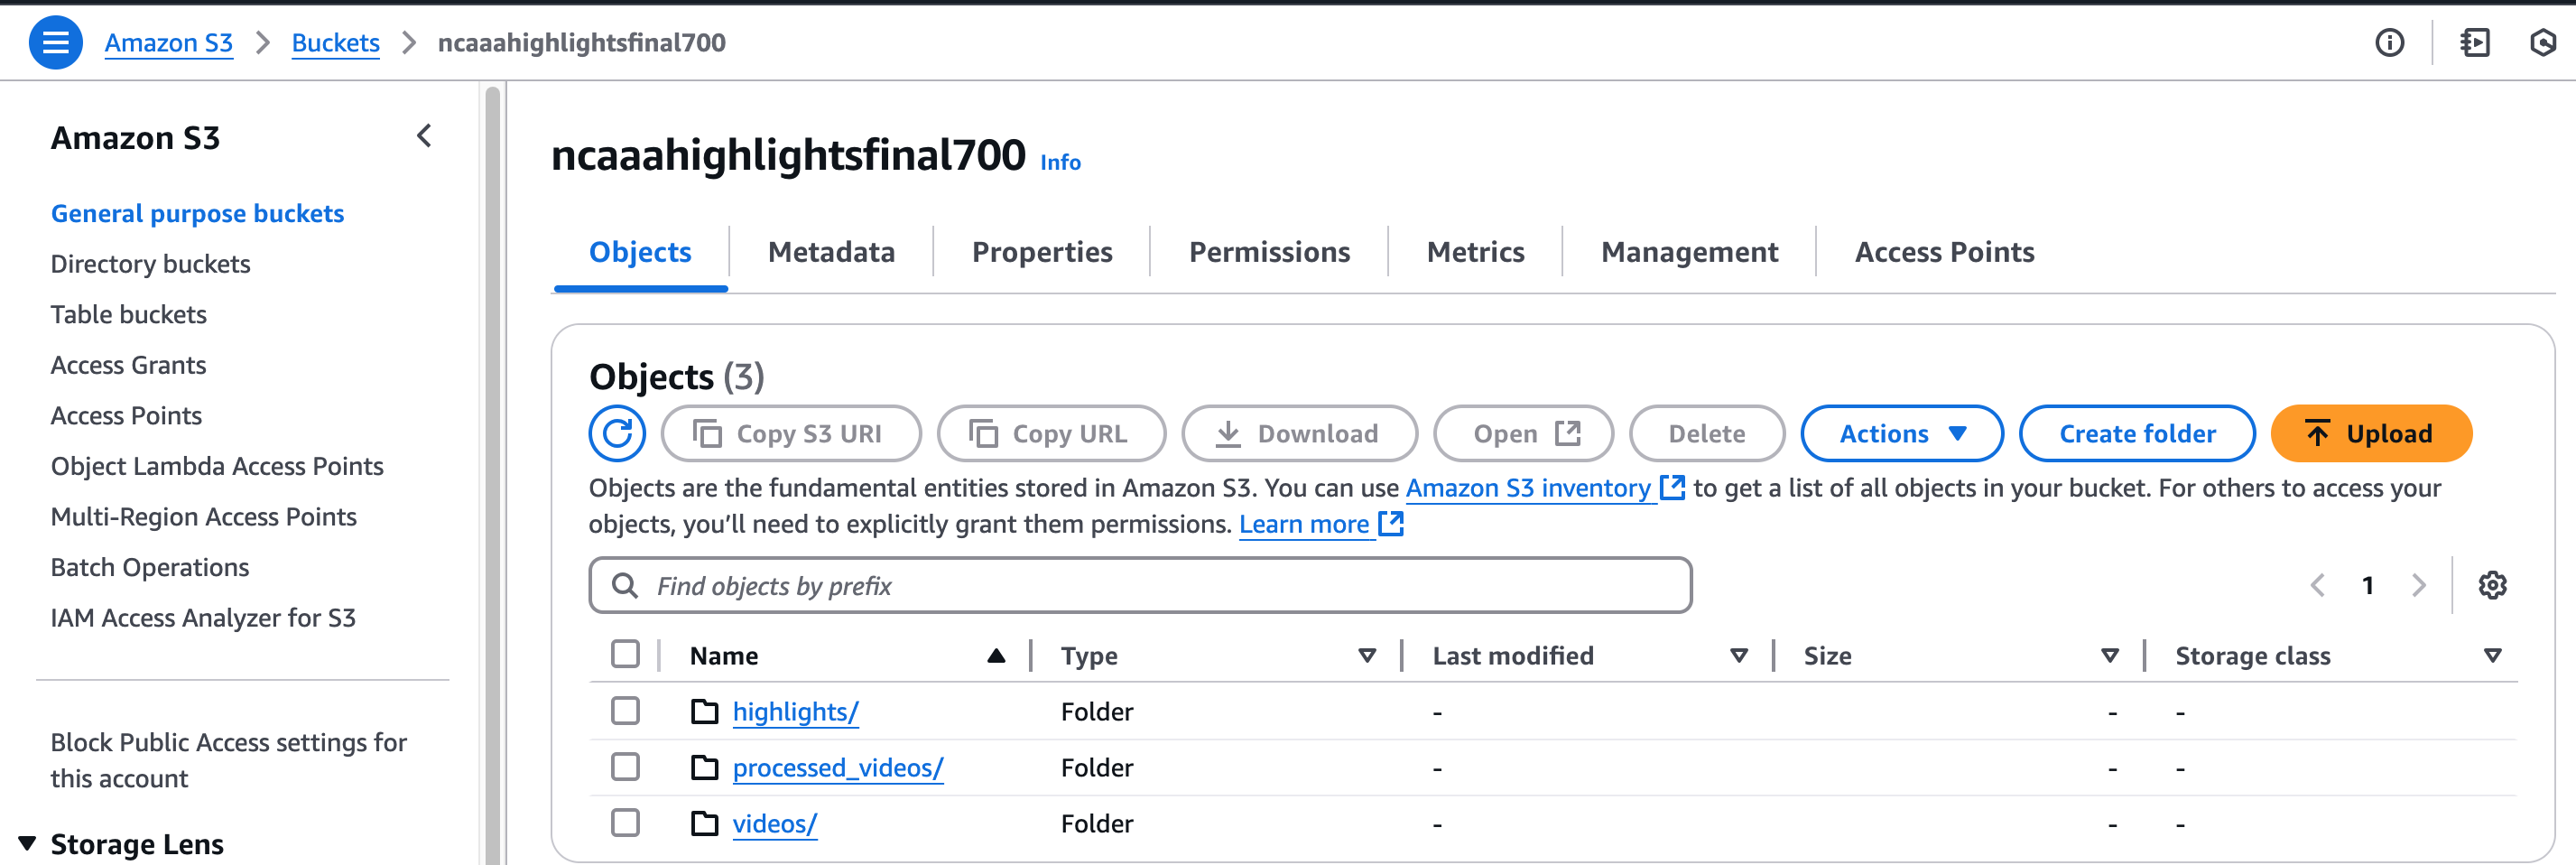 Amazon S3 > Buckets > ncaaahighlightsfinal700
Amazon S3
General purpose buckets
Directory buckets
Table buckets
Access Grants
Access Points
Object Lambda Access Points
Multi-Region Access Points
Batch Operations
IAM Access Analyzer for S3
Block Public Access settings for
this account
Storage Lens
ncaaahighlightsfinal700 Info
Objects Metadata Properties Permissions Metrics Management Access Points
Objects (3)
Copy S3 URI Copy URL Download Open Delete Actions Create folder Upload
Objects are the fundamental entities stored in Amazon S3. You can use Amazon S3 inventory to get a list of all objects in your bucket. For others to access your
objects, you’ll need to explicitly grant them permissions. Learn more
Find objects by prefix
1
Name Type Last modified Size Storage class
highlights/ Folder - - -
processed_videos/ Folder - - -
videos/ Folder - - -